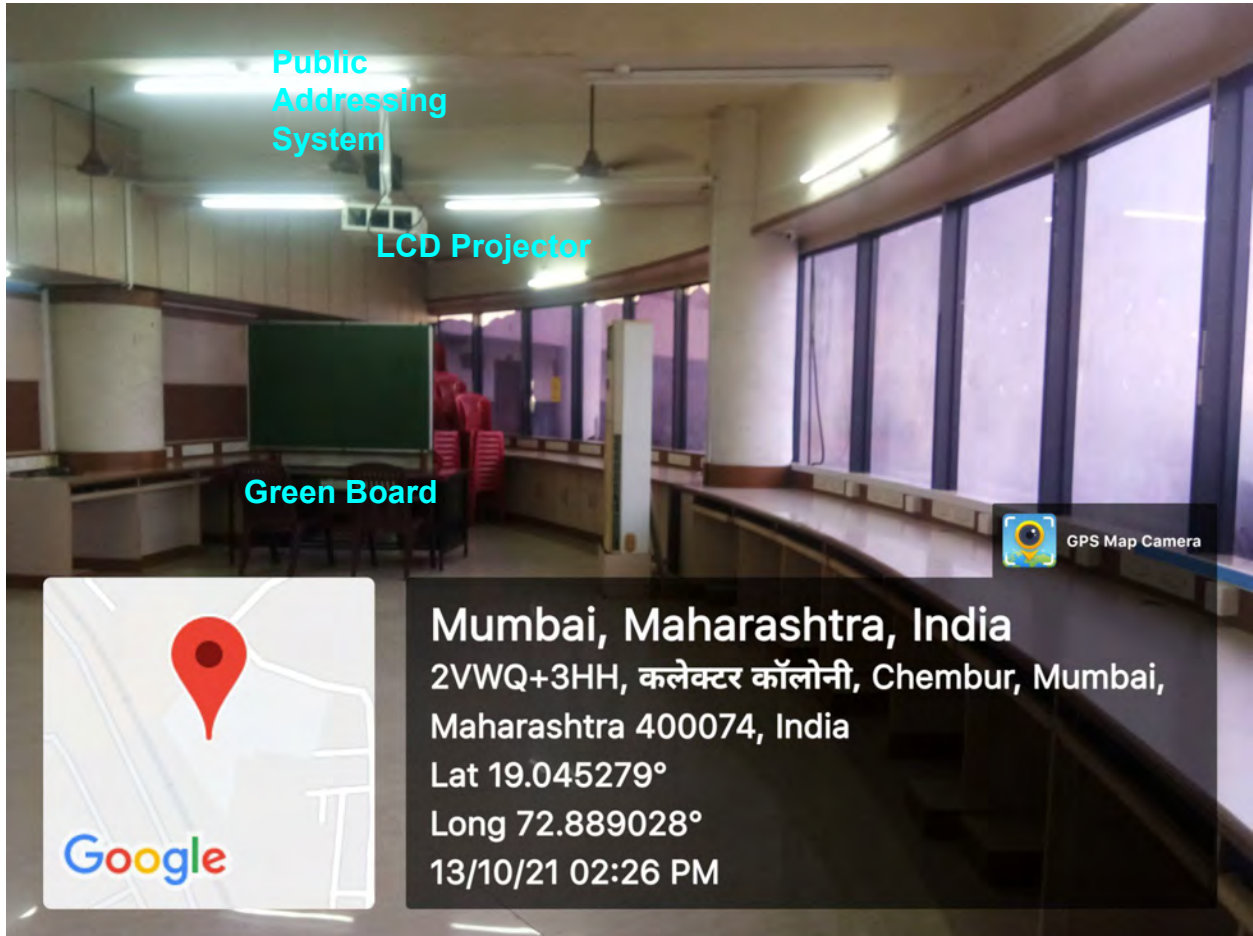 Public
Addressing
System
LCD Projector
Green Board
GPS Map Camera
Google
Mumbai, Maharashtra, India
2VWQ+3HH, कलेक्टर कॉलोनी, Chembur, Mumbai,
Maharashtra 400074, India
Lat 19.045279°
Long 72.889028°
13/10/21 02:26 PM